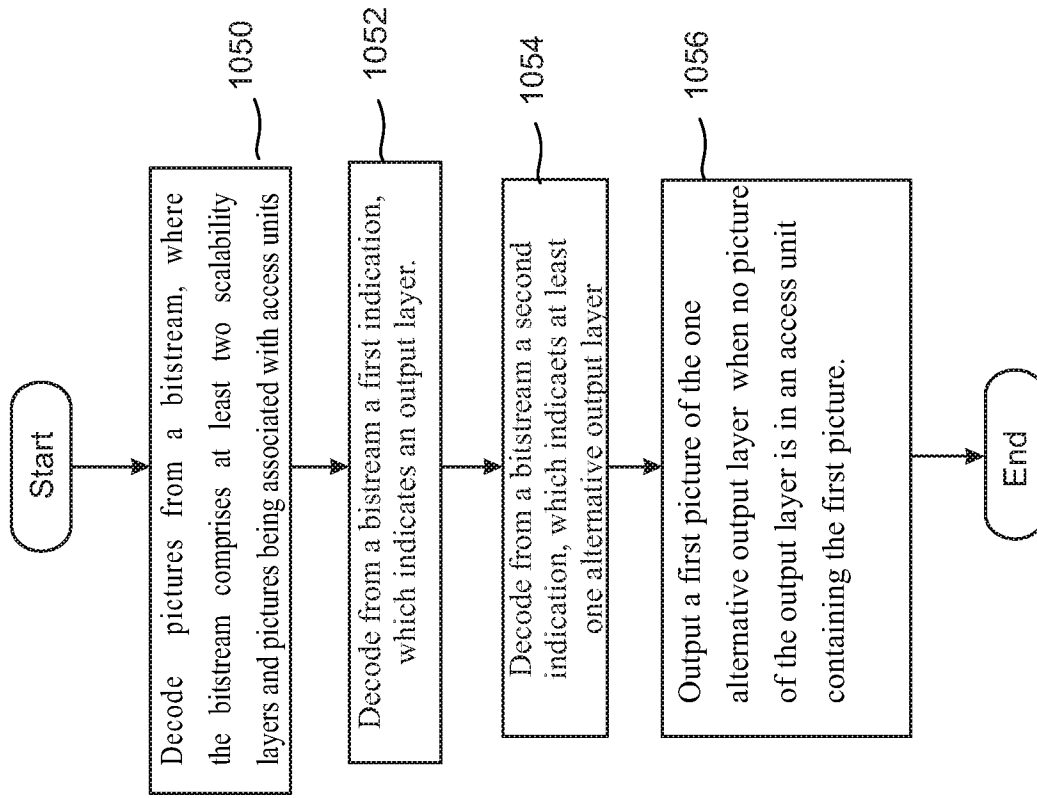 Start
Decode pictures from a bitstream, where
the bitstream comprises at least two scalability
layers and pictures being associated with access units
1050
Decode from a bistream a first indication,
which indicates an output layer.
1052
Decode from a bitstream a second
indication, which indicaets at least
one alternative output layer
1054
Output a first picture of the one
alternative output layer when no picture
of the output layer is in an access unit
containing the first picture.
1056
End